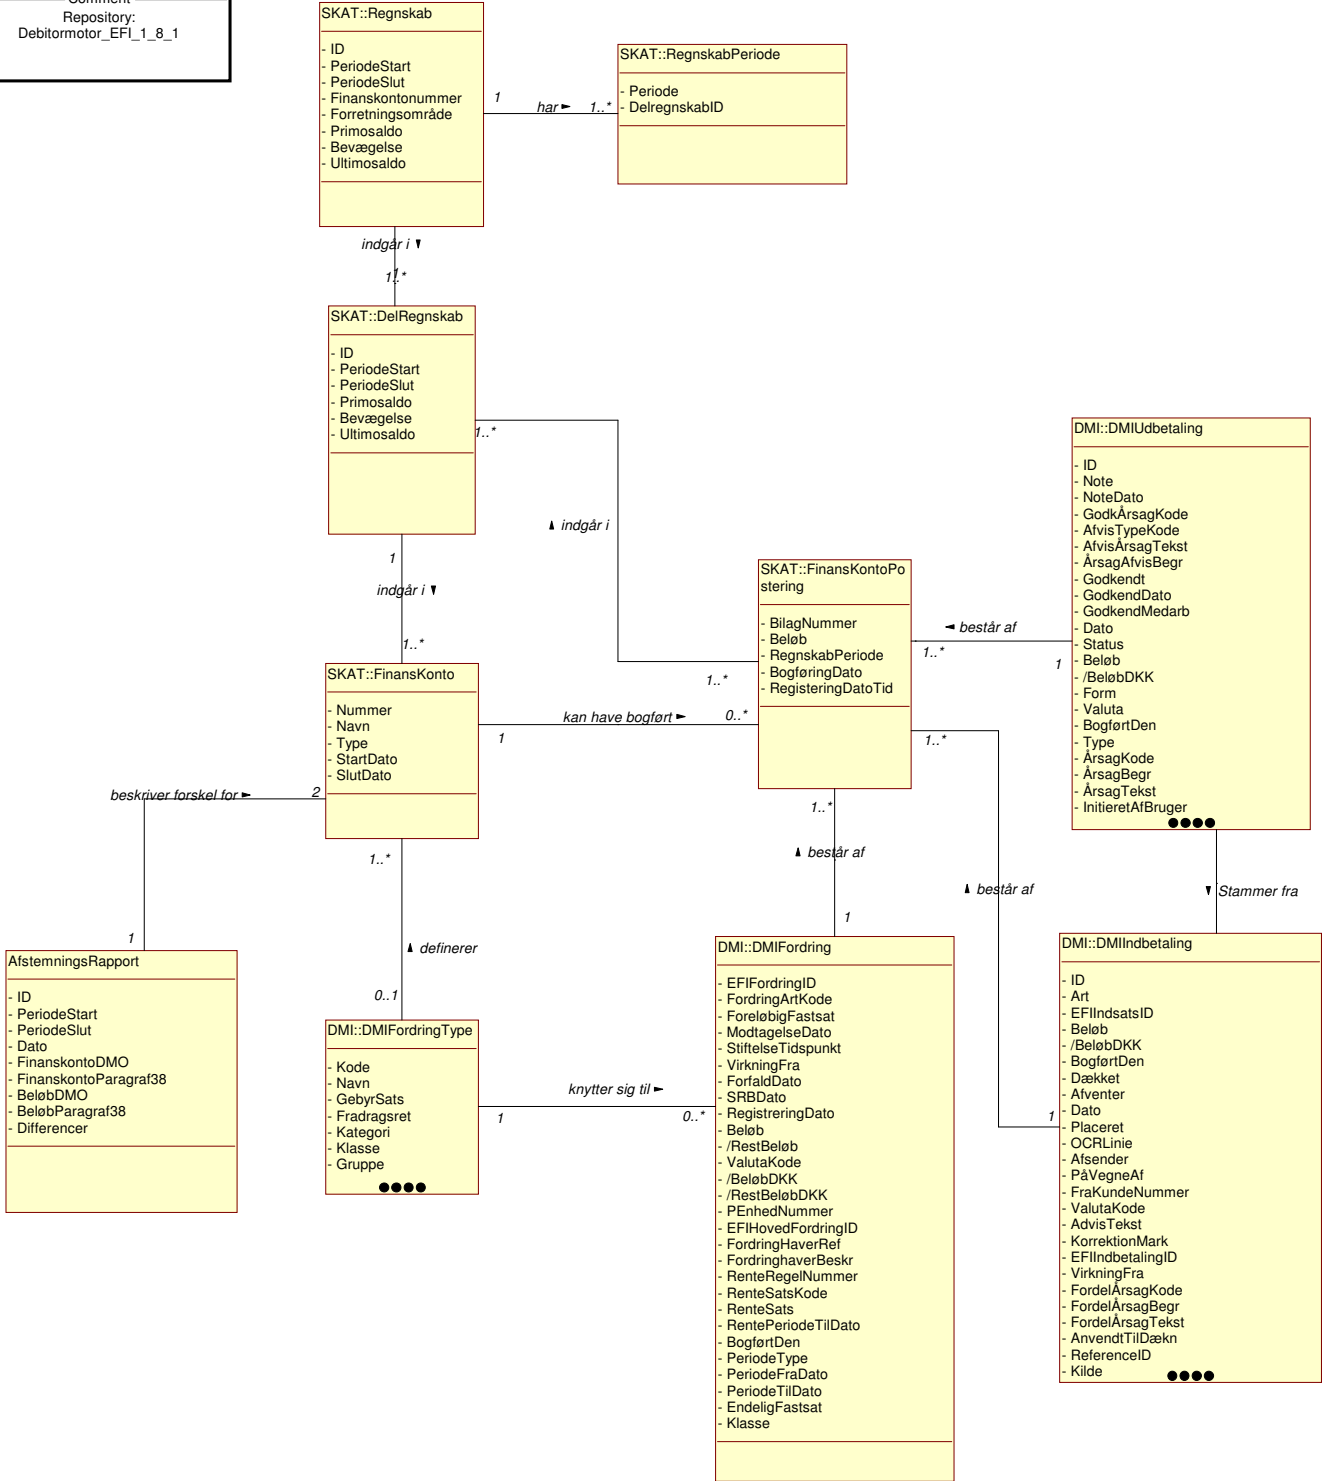 Comment
Repository:
Debitormotor_EFI_1_8_1
SKAT::Regnskab
- ID
- PeriodeStart
- PeriodeSlut
- Finanskontonummer
- Forretningsområde
- Primosaldo
- Bevægelse
- Ultimosaldo
SKAT::RegnskabPeriode
- Periode
- DelregnskabID
1
har ►
1..*
indgår i ▼
1
1..*
SKAT::DelRegnskab
- ID
- PeriodeStart
- PeriodeSlut
- Primosaldo
- Bevægelse
- Ultimosaldo
1..*
▲ indgår i
1..*
1
indgår i ▼
1..*
DMI::DMIUdbetaling
- ID
- Note
- NoteDato
- GodkÅrsagKode
- AfvisTypeKode
- AfvisÅrsagTekst
- ÅrsagAfvisBegr
- Godkendt
- GodkendDato
- GodkendMedarb
- Dato
- Status
- Beløb
- /BeløbDKK
- Form
- Valuta
- BogførtDen
- Type
- ÅrsagKode
- ÅrsagBegr
- ÅrsagTekst
- InitieretAfBruger
SKAT::FinansKontoPo
stering
- BilagNummer
- Beløb
- RegnskabPeriode
- BogføringDato
- RegisteringDatoTid
◄ består af
1..*
1
SKAT::FinansKonto
- Nummer
- Navn
- Type
- StartDato
- SlutDato
kan have bogført ►
0..*
1
1..*
beskriver forskel for ►
2
1
1..*
▲ består af
1
▲ består af
1
▼ Stammer fra
1..*
▲ definerer
0..1
AfstemningsRapport
- ID
- PeriodeStart
- PeriodeSlut
- Dato
- FinanskontoDMO
- FinanskontoParagraf38
- BeløbDMO
- BeløbParagraf38
- Differencer
DMI::DMIFordringType
- Kode
- Navn
- GebyrSats
- Fradragsret
- Kategori
- Klasse
- Gruppe
knytter sig til ►
1
0..*
DMI::DMIFordring
- EFIFordringID
- FordringArtKode
- ForeløbigFastsat
- ModtagelseDato
- StiftelseTidspunkt
- VirkningFra
- ForfaldDato
- SRBDato
- RegistreringDato
- Beløb
- /RestBeløb
- ValutaKode
- /BeløbDKK
- /RestBeløbDKK
- PEnhedNummer
- EFIHovedFordringID
- FordringHaverRef
- FordringhaverBeskr
- RenteRegelNummer
- RenteSatsKode
- RenteSats
- RentePeriodeTilDato
- BogførtDen
- PeriodeType
- PeriodeFraDato
- PeriodeTilDato
- EndeligFastsat
- Klasse
DMI::DMIIndbetaling
- ID
- Art
- EFIIndsatsID
- Beløb
- /BeløbDKK
- BogførtDen
- Dækket
- Afventer
- Dato
- Placeret
- OCRLinie
- Afsender
- PåVegneAf
- FraKundeNummer
- ValutaKode
- AdvisTekst
- KorrektionMark
- EFIIndbetalingID
- VirkningFra
- FordelÅrsagKode
- FordelÅrsagBegr
- FordelÅrsagTekst
- AnvendtTilDækn
- ReferenceID
- Kilde